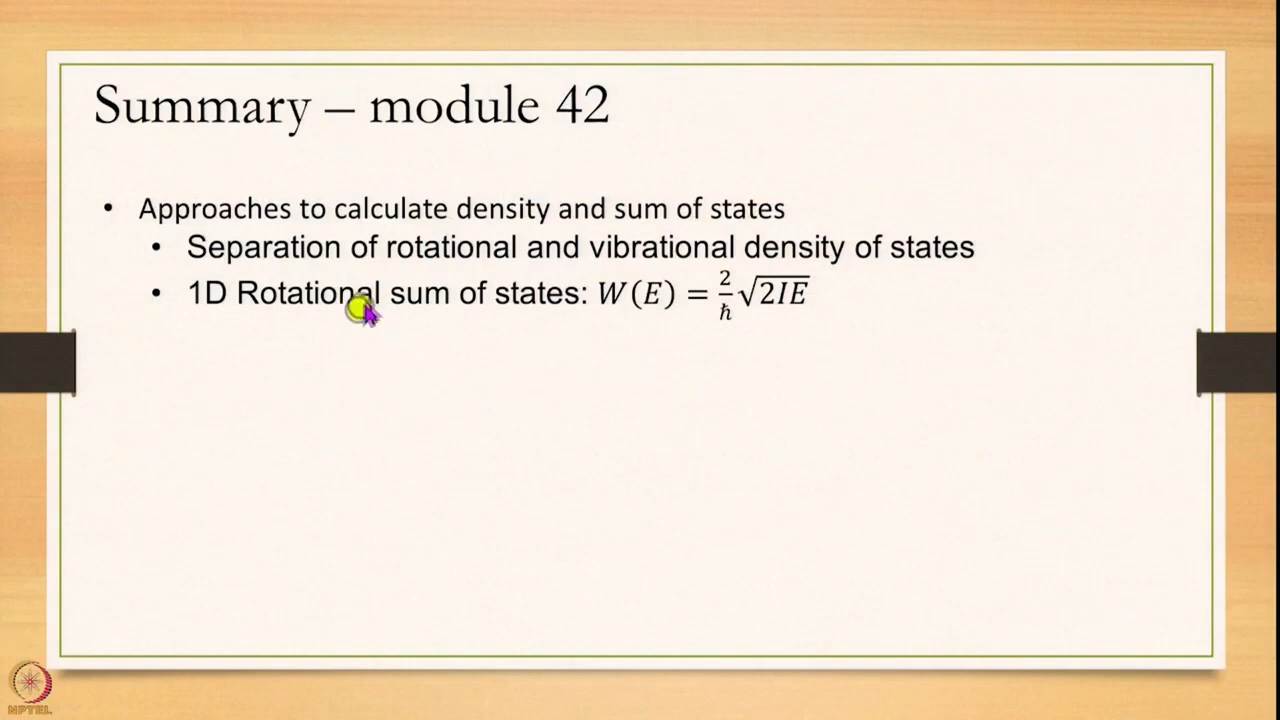 Summary – module 42
• Approaches to calculate density and sum of states
• Separation of rotational and vibrational density of states
• 1D Rotational sum of states: W(E) = 2/ħ √2IE
NPTEL